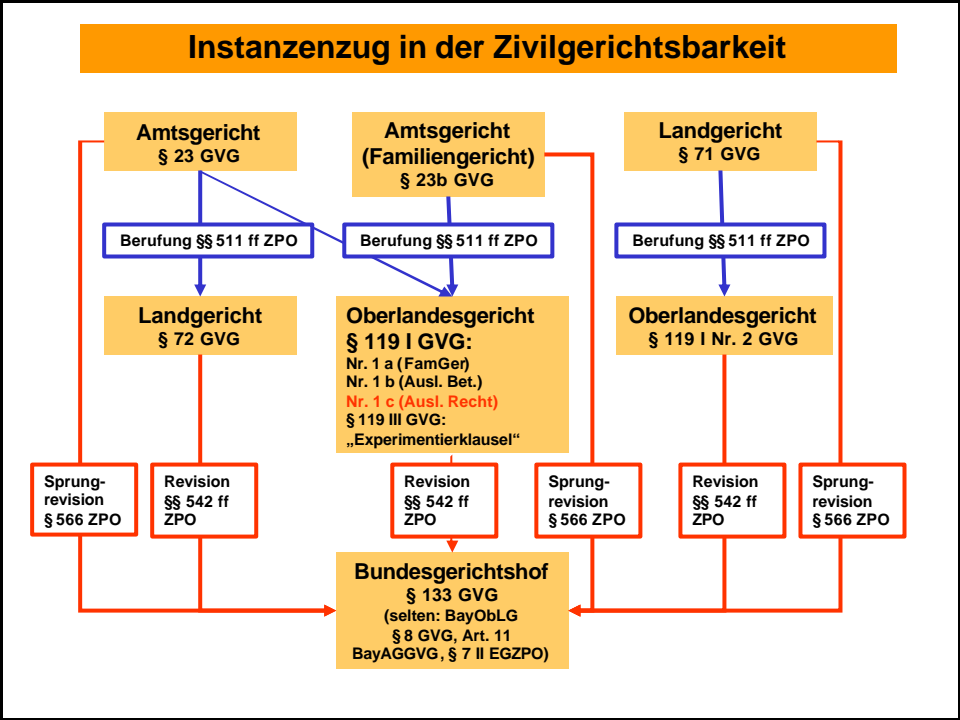 Instanzenzug in der Zivilgerichtsbarkeit
Amtsgericht
§ 23 GVG
Amtsgericht
(Familiengericht)
§ 23b GVG
Landgericht
§ 71 GVG
Berufung §§ 511 ff ZPO
Berufung §§ 511 ff ZPO
Berufung §§ 511 ff ZPO
Landgericht
§ 72 GVG
Oberlandesgericht
§ 119 I GVG:
Nr. 1 a (FamGer)
Nr. 1 b (Ausl. Bet.)
Nr. 1 c (Ausl. Recht)
§ 119 III GVG:
„Experimentierklausel“
Oberlandesgericht
§ 119 I Nr. 2 GVG
Sprung-
revision
§ 566 ZPO
Revision
§§ 542 ff
ZPO
Revision
§§ 542 ff
ZPO
Sprung-
revision
§ 566 ZPO
Revision
§§ 542 ff
ZPO
Sprung-
revision
§ 566 ZPO
Bundesgerichtshof
§ 133 GVG
(selten: BayObLG
§ 8 GVG, Art. 11
BayAGGVG, § 7 II EGZPO)